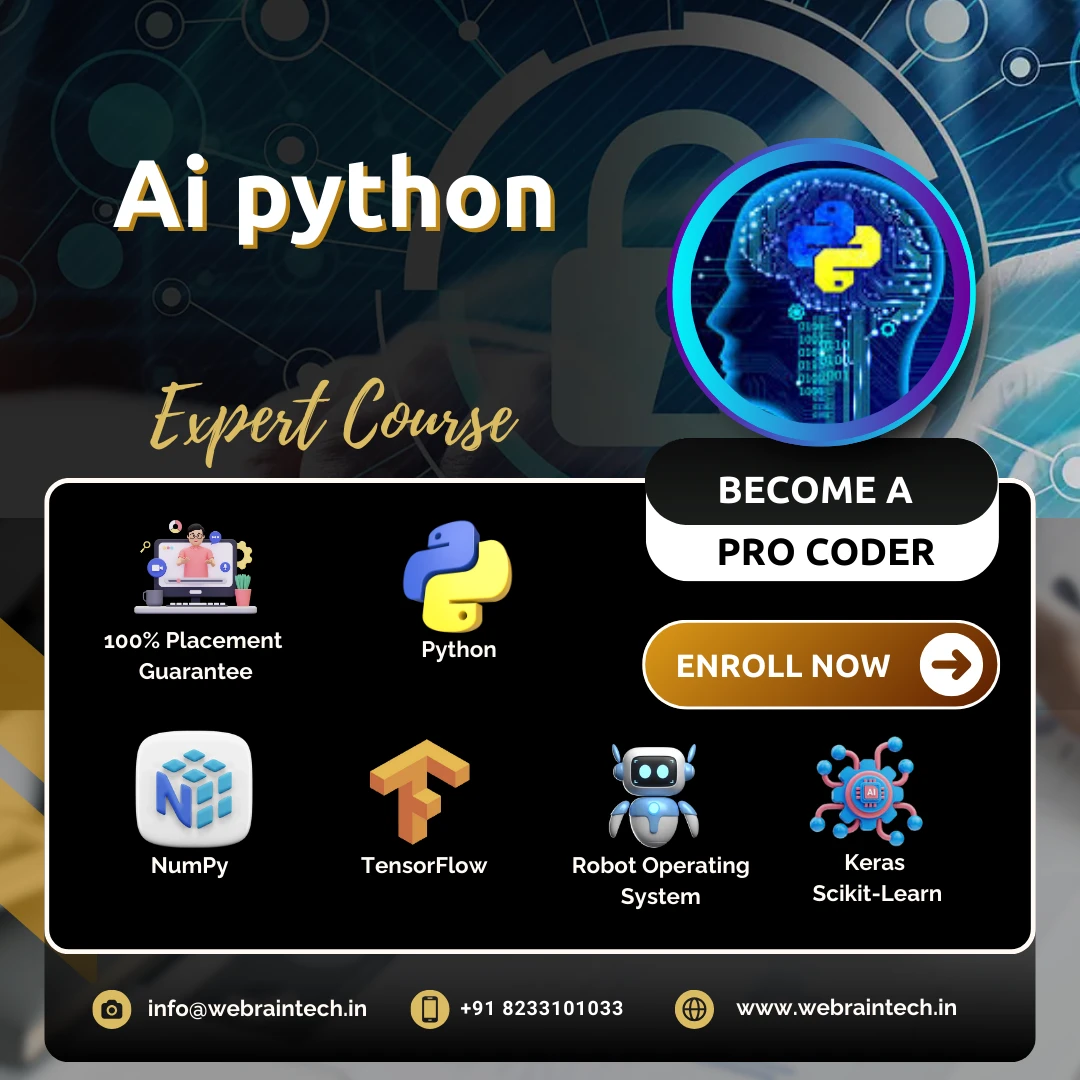 Ai python
Expert Course
BECOME A
PRO CODER
100% Placement
Guarantee
Python
ENROLL NOW
NumPy
TensorFlow
Robot Operating
System
Keras
Scikit-Learn
AI
info@webraintech.in
+91 8233101033
www.webraintech.in